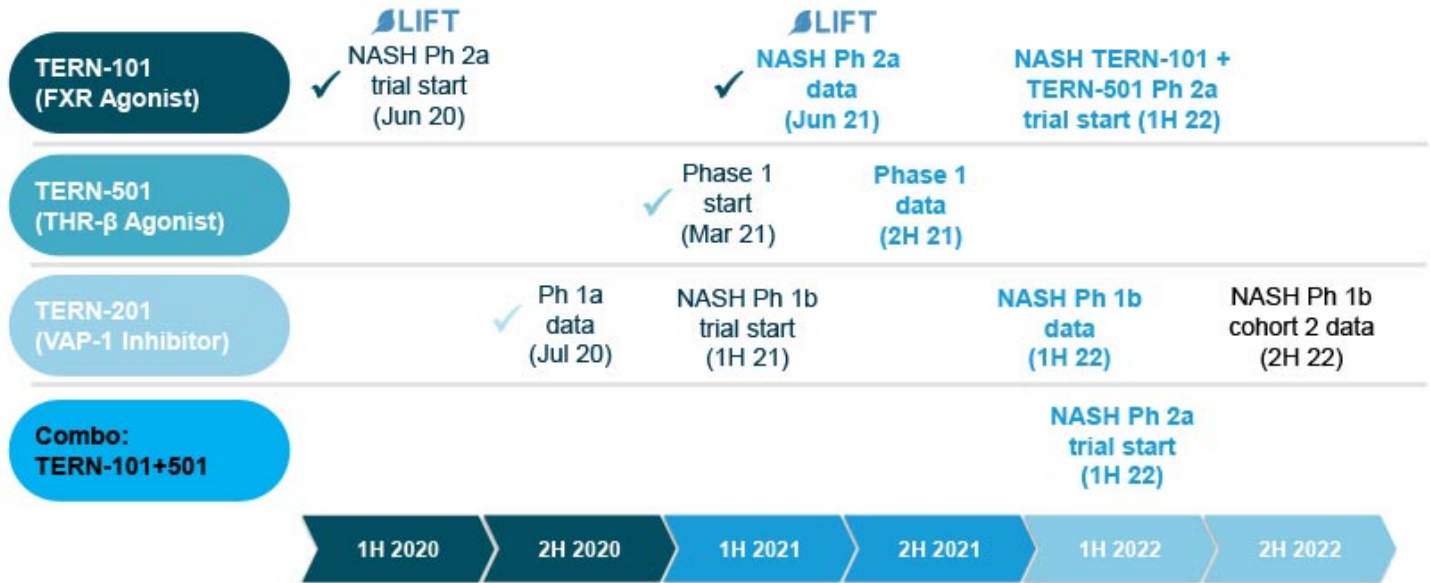 LIFT
LIFT
TERN-101
(FXR Agonist)
NASH Ph 2a
trial start
(Jun 20)
NASH Ph 2a
data
(Jun 21)
NASH TERN-101 +
TERN-501 Ph 2a
trial start (1H 22)
TERN-501
(THR-β Agonist)
Phase 1
start
(Mar 21)
Phase 1
data
(2H 21)
TERN-201
(VAP-1 Inhibitor)
Ph 1a
data
(Jul 20)
NASH Ph 1b
trial start
(1H 21)
NASH Ph 1b
data
(1H 22)
NASH Ph 1b
cohort 2 data
(2H 22)
Combo:
TERN-101+501
NASH Ph 2a
trial start
(1H 22)
1H 2020
2H 2020
1H 2021
2H 2021
1H 2022
2H 2022